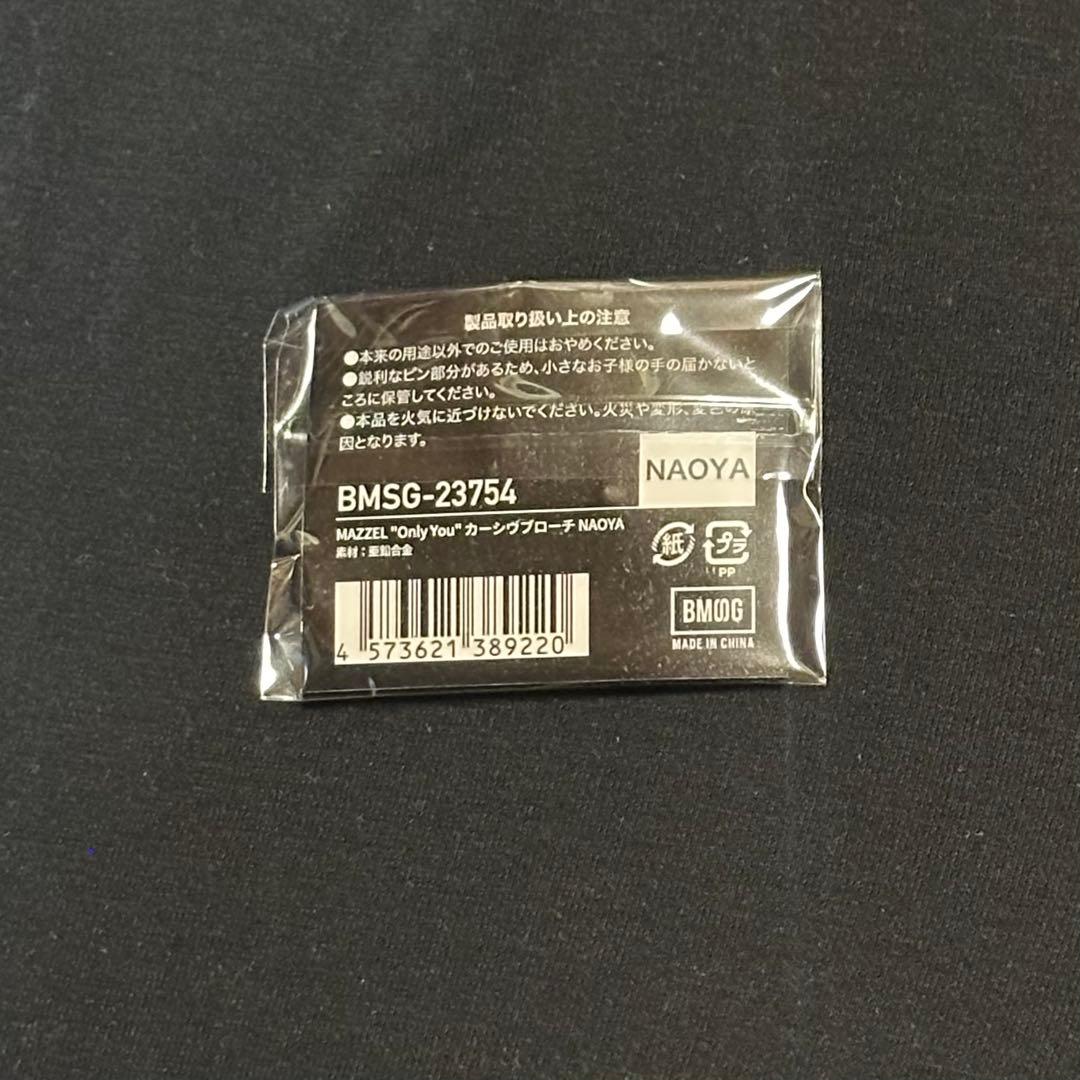 製品取り扱い上の注意
●本来の用途以外でのご使用はおやめください。
●鋭利なピン部分があるため、小さなお子様の手の届かないと
ころに保管してください。
●本品を火気に近づけないでください。火災や変形、変色の原
因となります。
NAOYA
BMSG-23754
MAZZEL "Only You" カーシヴブローチ NAOYA
素材：亜鉛合金
紙
プラ
PP
4 573621 389220
BMSG
MADE IN CHINA